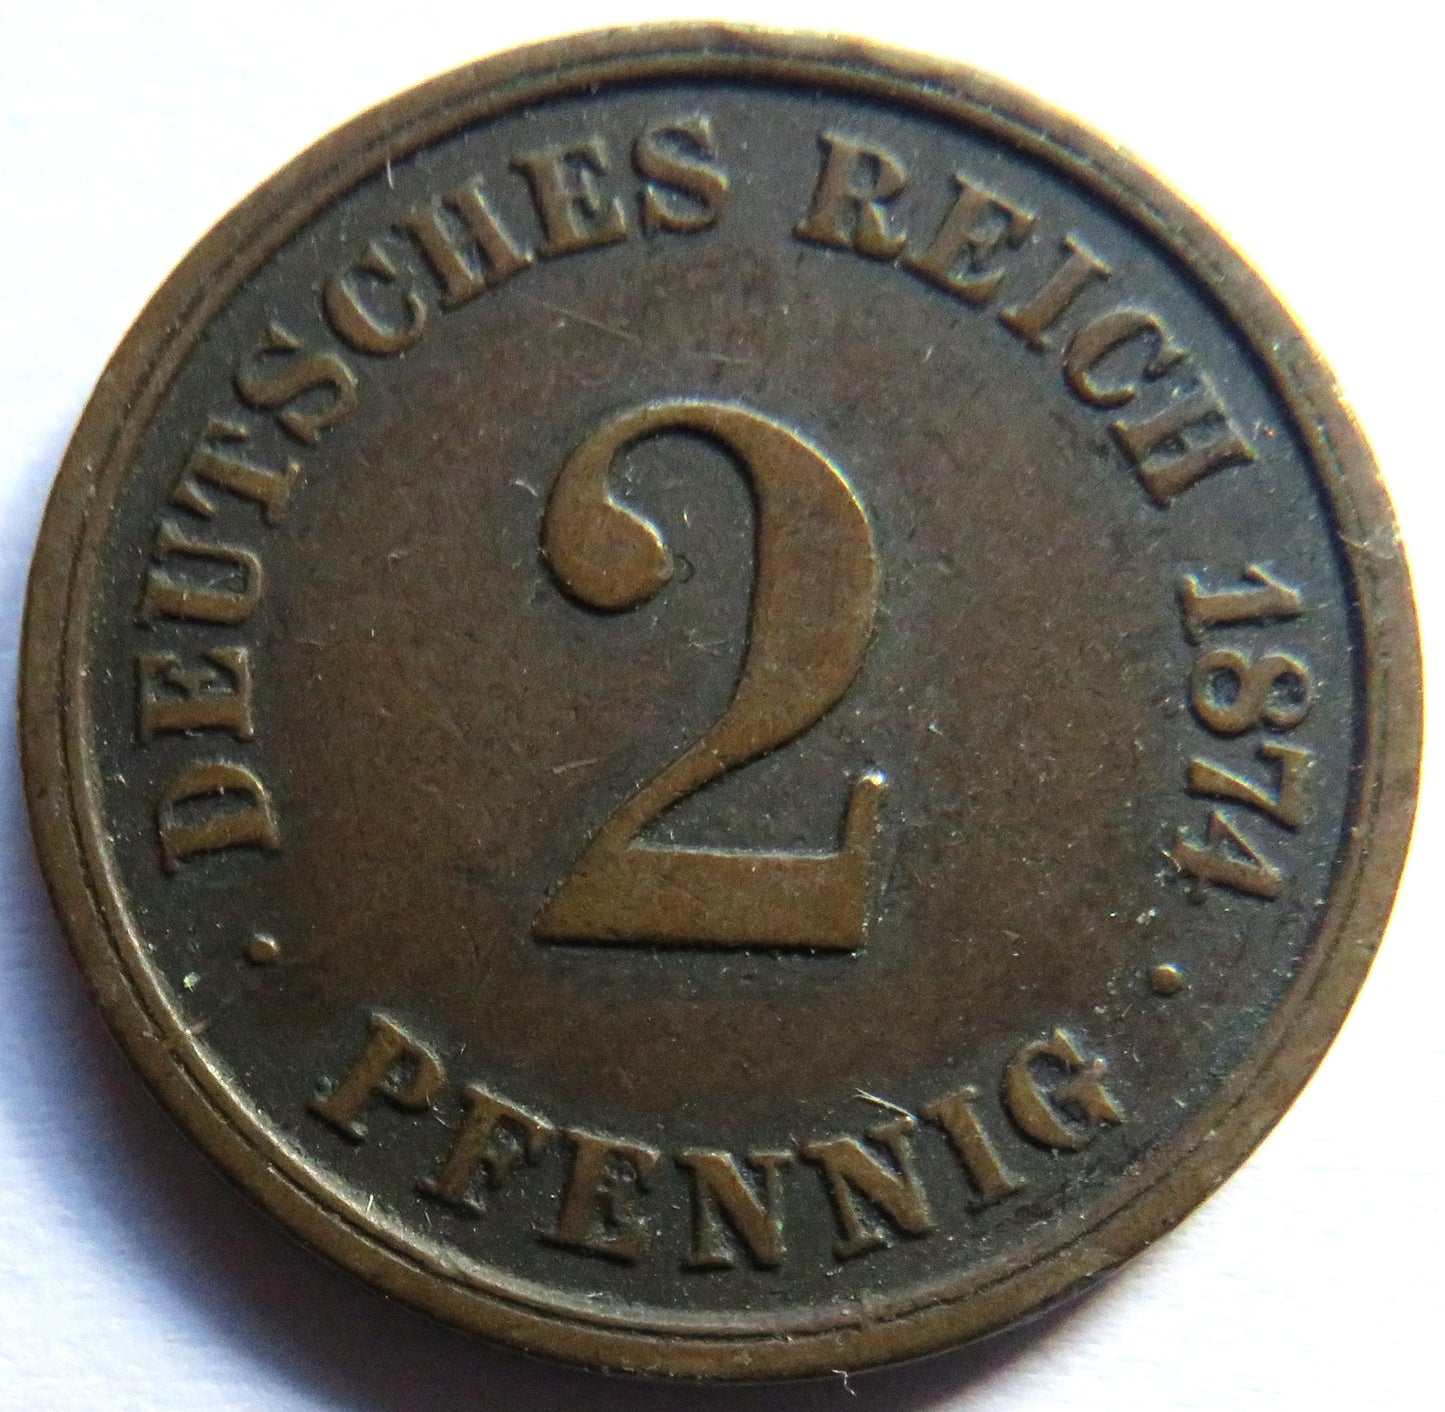 DEUTSCHES REICH 1874
2
· PFENNIG ·